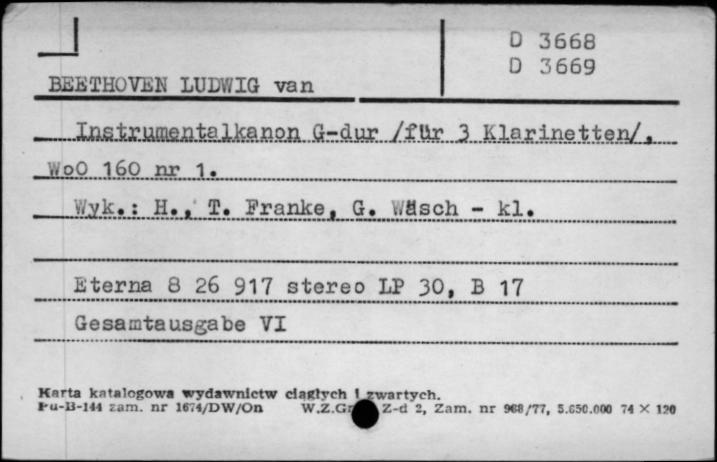 D 3668
D 3669
BEETHOVEN LUDWIG van
Instrumentalkanon G-dur /für 3 Klarinetten/,
WoO 160 nr 1.
Wyk.: H., T. Franke, G. Wäsch - kl.
Eterna 8 26 917 stereo LP 30, B 17
Gesamtausgabe VI
Karta katalogowa wydawnictw ciągłych i zwartych.
Pu-B-144 zam. nr 1674/DW/On W.Z.Gr Z-d 2, Zam. nr 968/77, 5.650.000 74 × 120